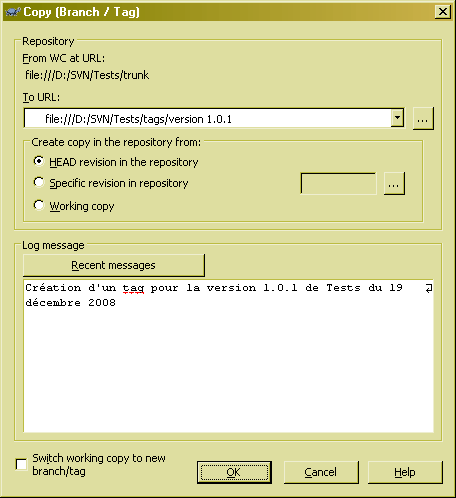 Copy (Branch / Tag)
Repository
From WC at URL:
file:///D:/SVN/Tests/trunk
To URL:
file:///D:/SVN/Tests/tags/version 1.0.1
...
Create copy in the repository from:
HEAD revision in the repository
Specific revision in repository
...
Working copy
Log message
Recent messages
Création d'un tag pour la version 1.0.1 de Tests du 19
décembre 2008
Switch working copy to new
branch/tag
OK
Cancel
Help